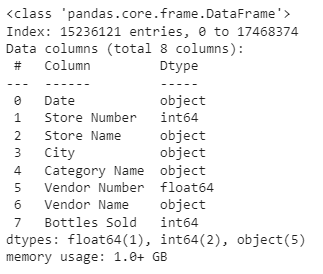 <class 'pandas.core.frame.DataFrame'>
Index: 15236121 entries, 0 to 17468374
Data columns (total 8 columns):
 #   Column         Dtype
---  ------         -----
 0   Date           object
 1   Store Number   int64
 2   Store Name     object
 3   City           object
 4   Category Name  object
 5   Vendor Number  float64
 6   Vendor Name    object
 7   Bottles Sold   int64
dtypes: float64(1), int64(2), object(5)
memory usage: 1.0+ GB